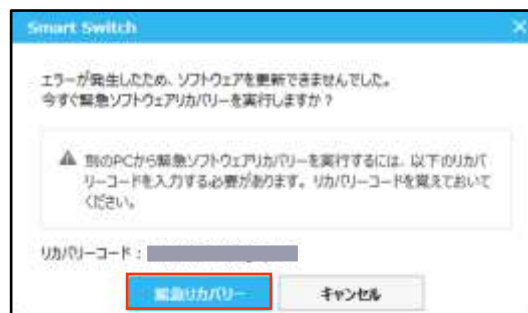 Smart Switch
エラーが発生したため、ソフトウェアを更新できませんでした。
今すぐ緊急ソフトウェアリカバリーを実行しますか？
別のPCから緊急ソフトウェアリカバリーを実行するには、以下のリカバ
リーコードを入力する必要があります。リカバリーコードを覚えておいて
ください。
リカバリーコード：
緊急リカバリー
キャンセル